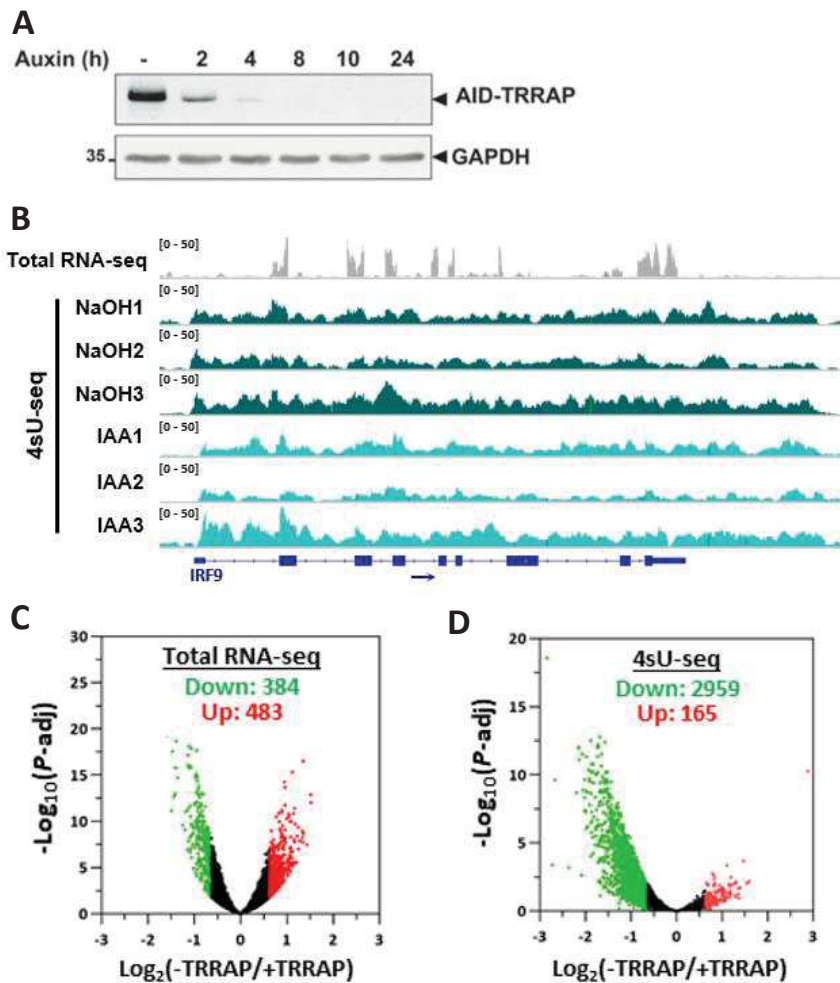 A
Auxin (h) - 2 4 8 10 24
AID-TRRAP
35
GAPDH
B
Total RNA-seq
[0 - 50]
4sU-seq
NaOH1
[0 - 50]
NaOH2
[0 - 50]
NaOH3
[0 - 50]
IAA1
[0 - 50]
IAA2
[0 - 50]
IAA3
[0 - 50]
IRF9
C
Total RNA-seq
Down: 384
Up: 483
-Log10(P-adj)
30
25
20
15
10
5
0
-3 -2 -1 0 1 2 3
Log2(-TRRAP/+TRRAP)
D
4sU-seq
Down: 2959
Up: 165
-Log10(P-adj)
20
15
10
5
0
-3 -2 -1 0 1 2 3
Log2(-TRRAP/+TRRAP)